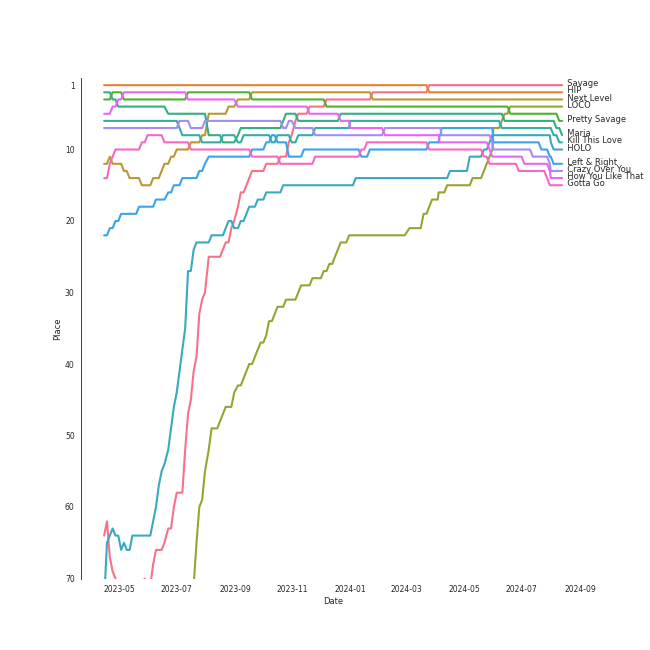 1
10
20
30
40
50
60
70
Place
2023-05
2023-07
2023-09
2023-11
2024-01
2024-03
2024-05
2024-07
2024-09
Date
Savage
HIP
Next Level
LOCO
Pretty Savage
Maria
Kill This Love
HOLO
Left & Right
Crazy Over You
How You Like That
Gotta Go